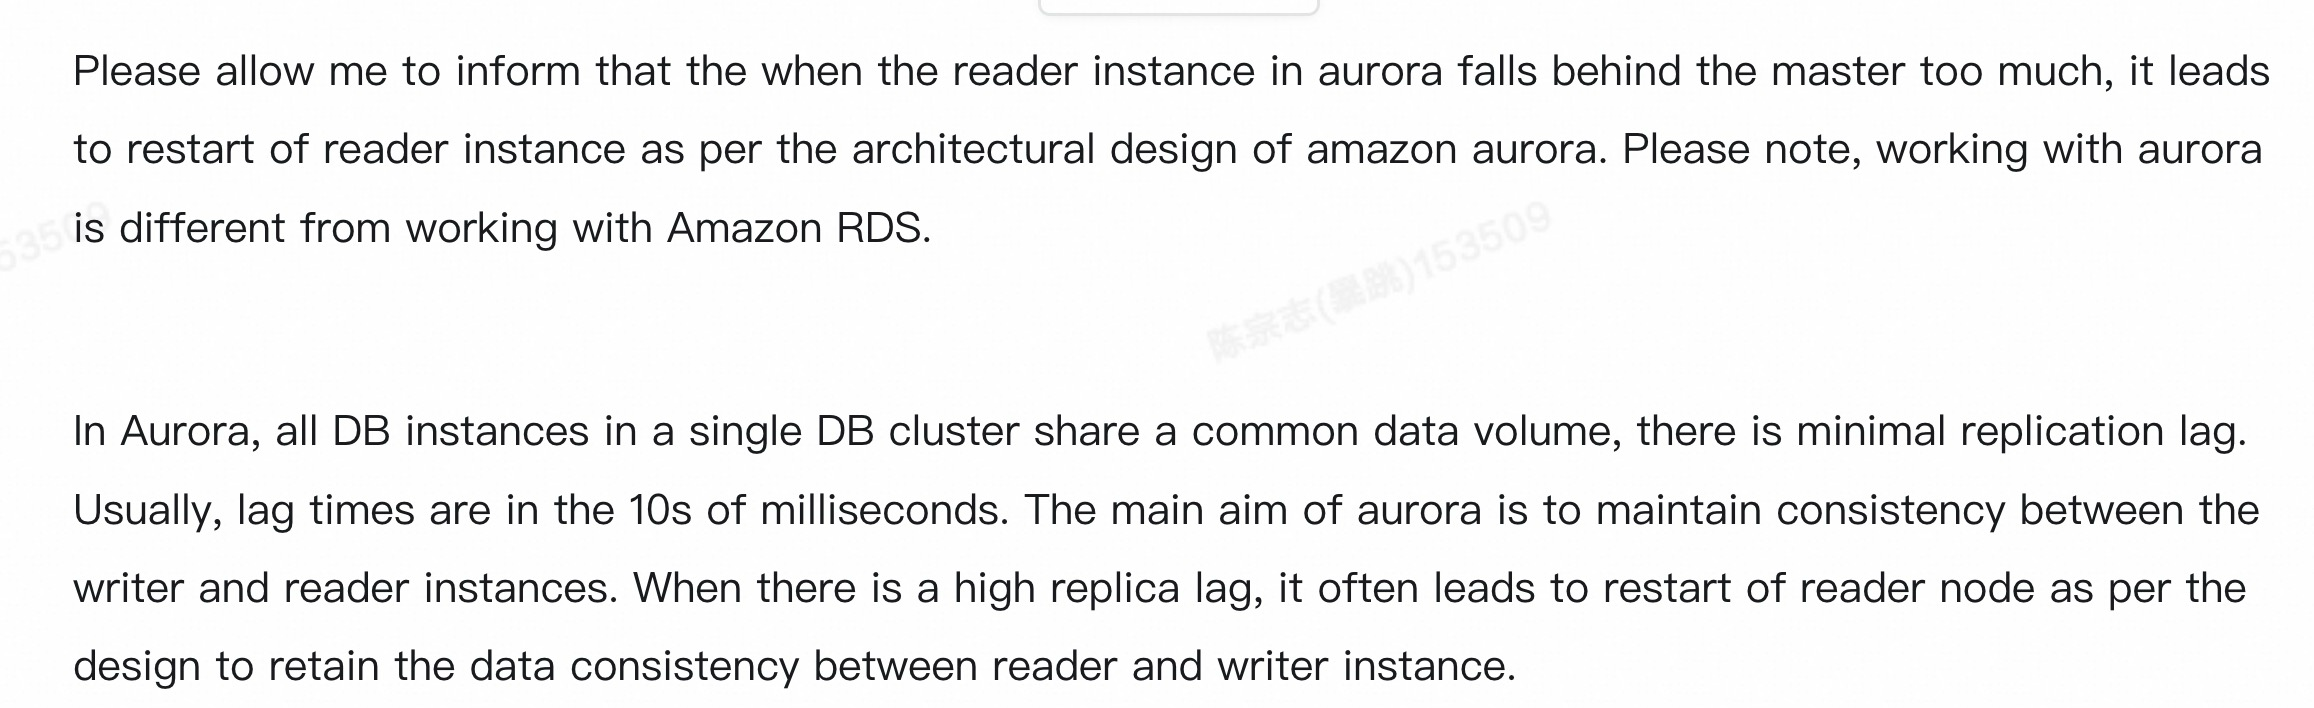 Please allow me to inform that the when the reader instance in aurora falls behind the master too much, it leads
to restart of reader instance as per the architectural design of amazon aurora. Please note, working with aurora
is different from working with Amazon RDS.
53509
陈宗志(暴跳)153509
In Aurora, all DB instances in a single DB cluster share a common data volume, there is minimal replication lag.
Usually, lag times are in the 10s of milliseconds. The main aim of aurora is to maintain consistency between the
writer and reader instances. When there is a high replica lag, it often leads to restart of reader node as per the
design to retain the data consistency between reader and writer instance.